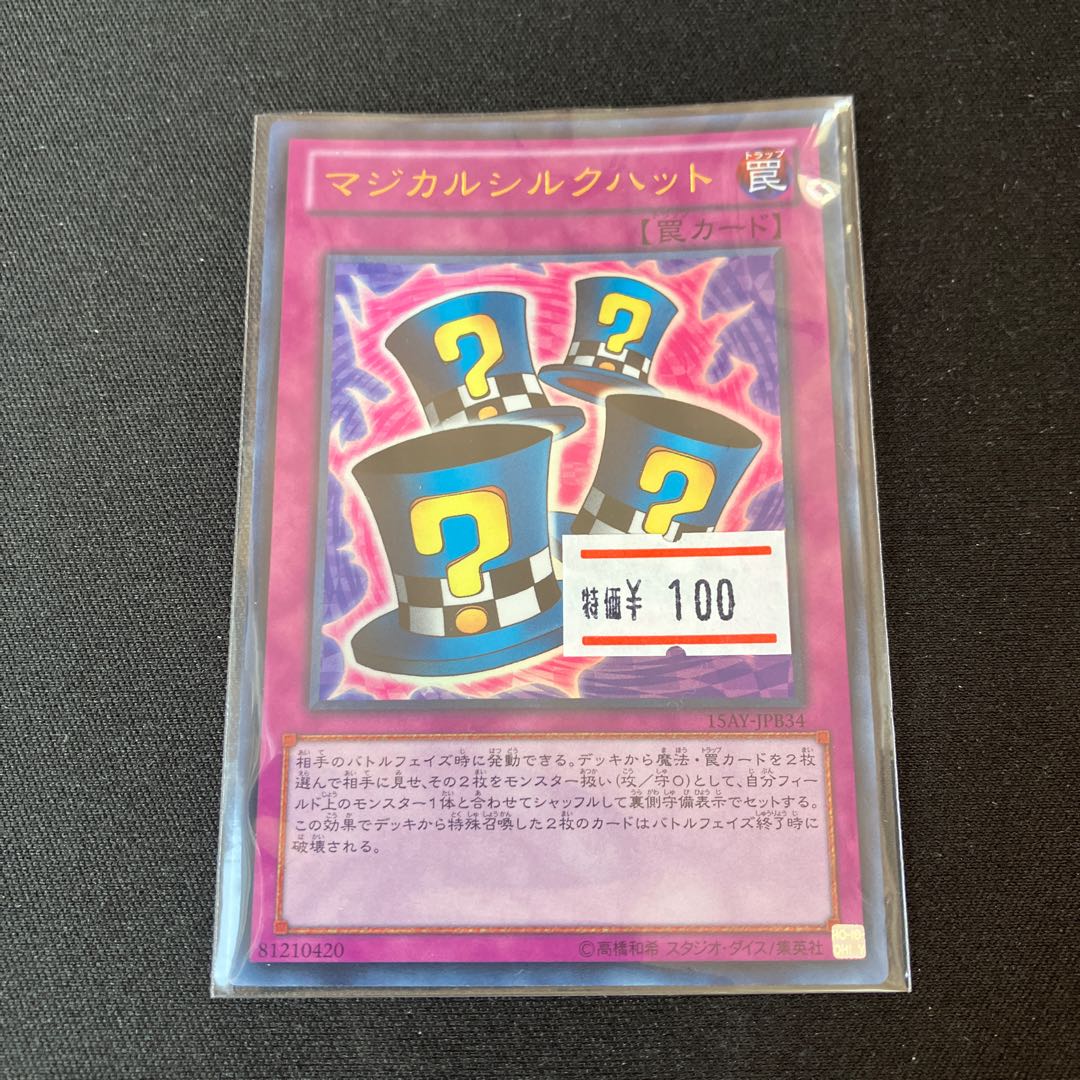 マジカルシルクハット
トラップ
罠
【罠カード】
?
?
?
?
特価¥ 100
15AY-JPB34
相手のバトルフェイズ時に発動できる。デッキから魔法・罠カードを2枚
選んで相手に見せ、その2枚をモンスター扱い(攻/守0)として、自分フィー
ルド上のモンスター1体と合わせてシャッフルして裏側守備表示でセットする。
この効果でデッキから特殊召喚した2枚のカードはバトルフェイズ終了時に
破壊される。
81210420
©高橋和希 スタジオ・ダイス/集英社